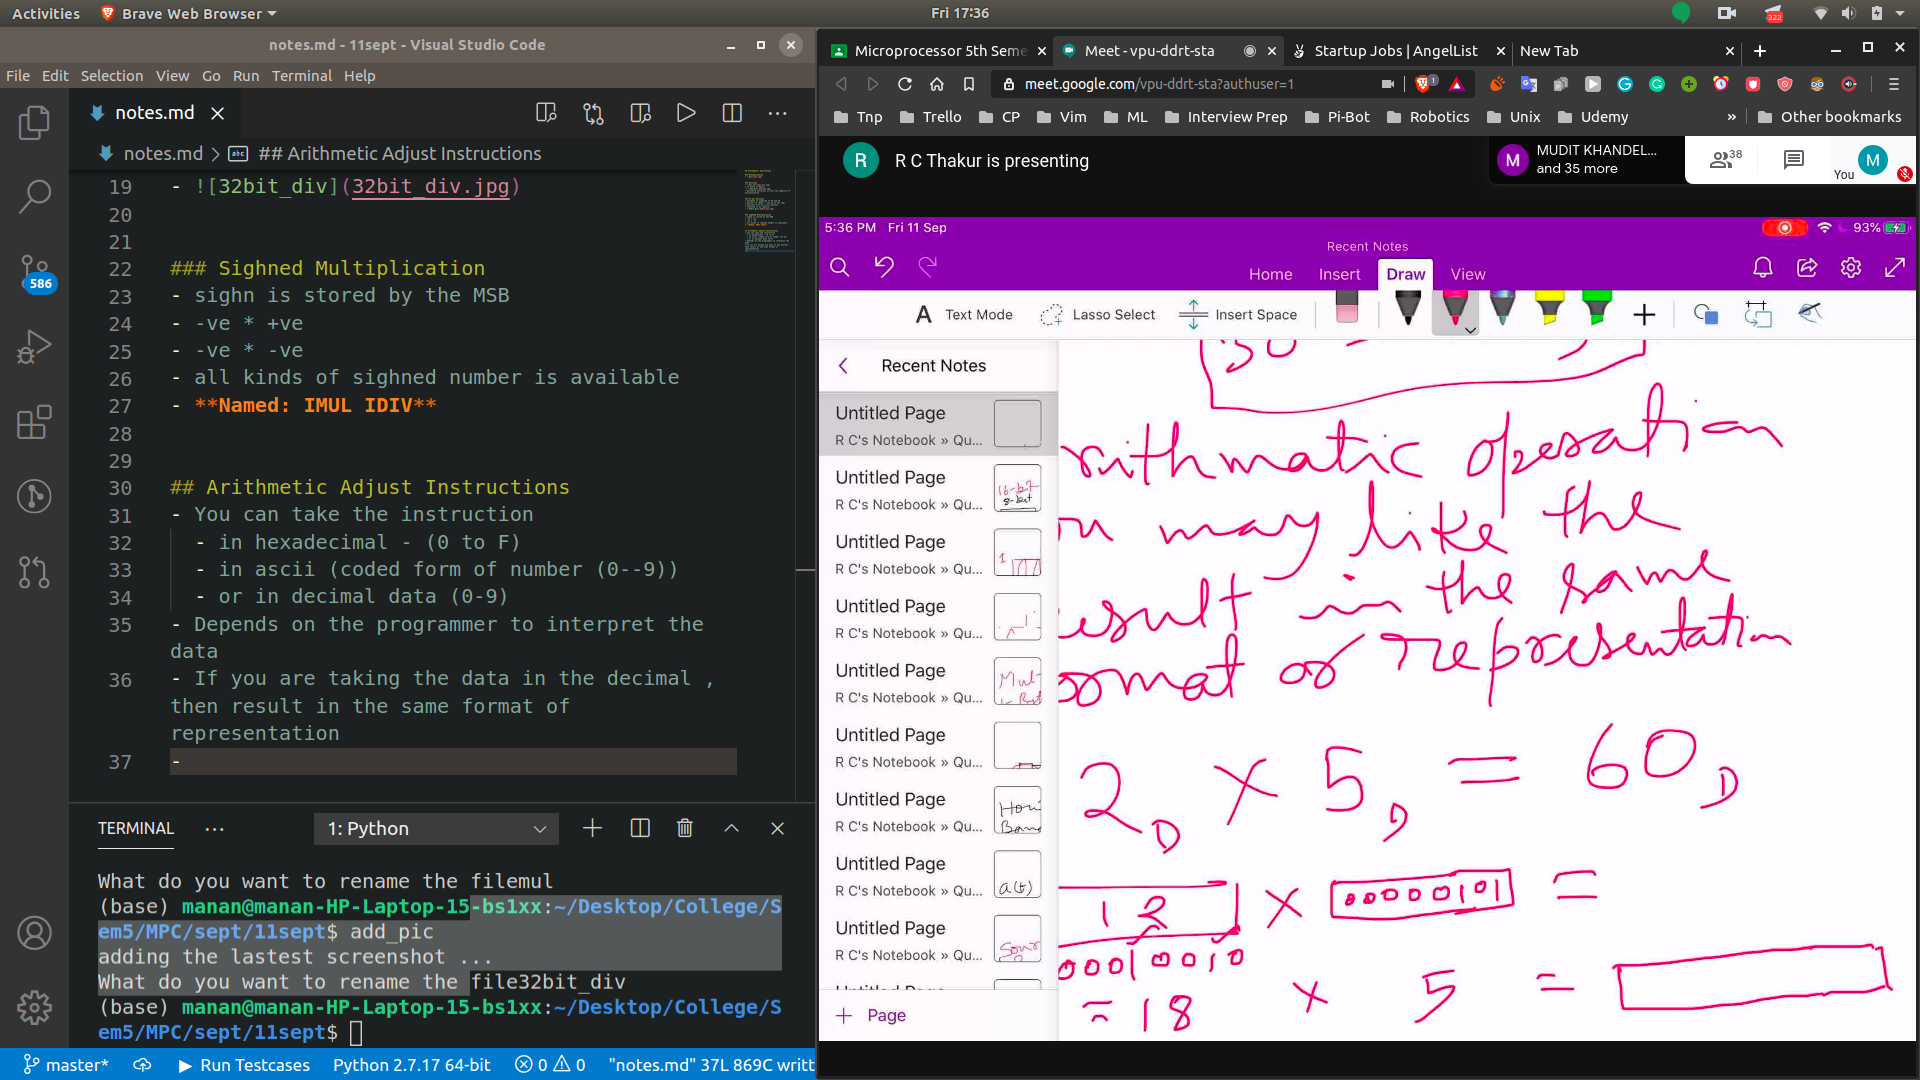 Activities
Brave Web Browser
Fri 17:36
322
notes.md - 11sept - Visual Studio Code
File Edit Selection View Go Run Terminal Help
notes.md
notes.md > ## Arithmetic Adjust Instructions
19 - ![32bit_div](32bit_div.jpg)
20
21
22 ### Sighned Multiplication
23 - sighn is stored by the MSB
24 - -ve * +ve
25 - -ve * -ve
26 - all kinds of sighned number is available
27 - **Named: IMUL IDIV**
28
29
30 ## Arithmetic Adjust Instructions
31 - You can take the instruction
32 - in hexadecimal - (0 to F)
33 - in ascii (coded form of number (0--9))
34 - or in decimal data (0-9)
35 - Depends on the programmer to interpret the
data
36 - If you are taking the data in the decimal ,
then result in the same format of
representation
37 -
586
TERMINAL ... 1: Python
What do you want to rename the filemul
(base) manan@manan-HP-Laptop-15-bs1xx:~/Desktop/College/S
em5/MPC/sept/11sept$ add_pic
adding the lastest screenshot ...
What do you want to rename the file32bit_div
(base) manan@manan-HP-Laptop-15-bs1xx:~/Desktop/College/S
em5/MPC/sept/11sept$
master* Run Testcases Python 2.7.17 64-bit 0 0 "notes.md" 37L 869C writt
Microprocessor 5th Seme
Meet - vpu-ddrt-sta
Startup Jobs | AngelList
New Tab
meet.google.com/vpu-ddrt-sta?authuser=1
1
Tnp Trello CP Vim ML Interview Prep Pi-Bot Robotics Unix Udemy » Other bookmarks
R R C Thakur is presenting
M MUDIT KHANDEL...
and 35 more
38
You M
5:36 PM Fri 11 Sep
93%
Recent Notes
Home Insert Draw View
A Text Mode Lasso Select Insert Space
Recent Notes
Untitled Page
R C's Notebook » Qu...
Untitled Page
R C's Notebook » Qu...
16-bit
8-bit
Untitled Page
R C's Notebook » Qu...
Untitled Page
R C's Notebook » Qu...
Untitled Page
R C's Notebook » Qu...
Mul
Untitled Page
R C's Notebook » Qu...
Untitled Page
R C's Notebook » Qu...
Untitled Page
R C's Notebook » Qu...
a(t)
Untitled Page
R C's Notebook » Qu...
+ Page
rithmatic operation
ou may like the
esult in the same
ormat or representation
2D × 5D = 60D
12 × 00000101 =
00010010
= 18 × 5 =